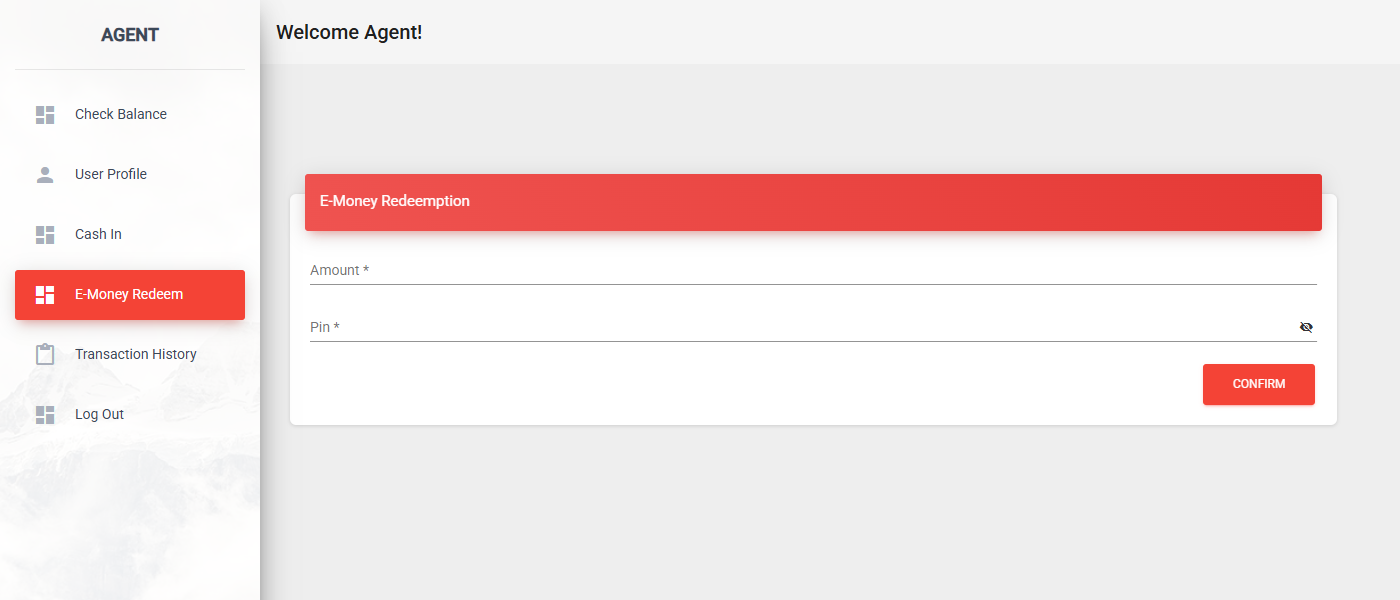 AGENT
Welcome Agent!
Check Balance
User Profile
Cash In
E-Money Redeem
Transaction History
Log Out
E-Money Redeemption
Amount *
Pin *
CONFIRM